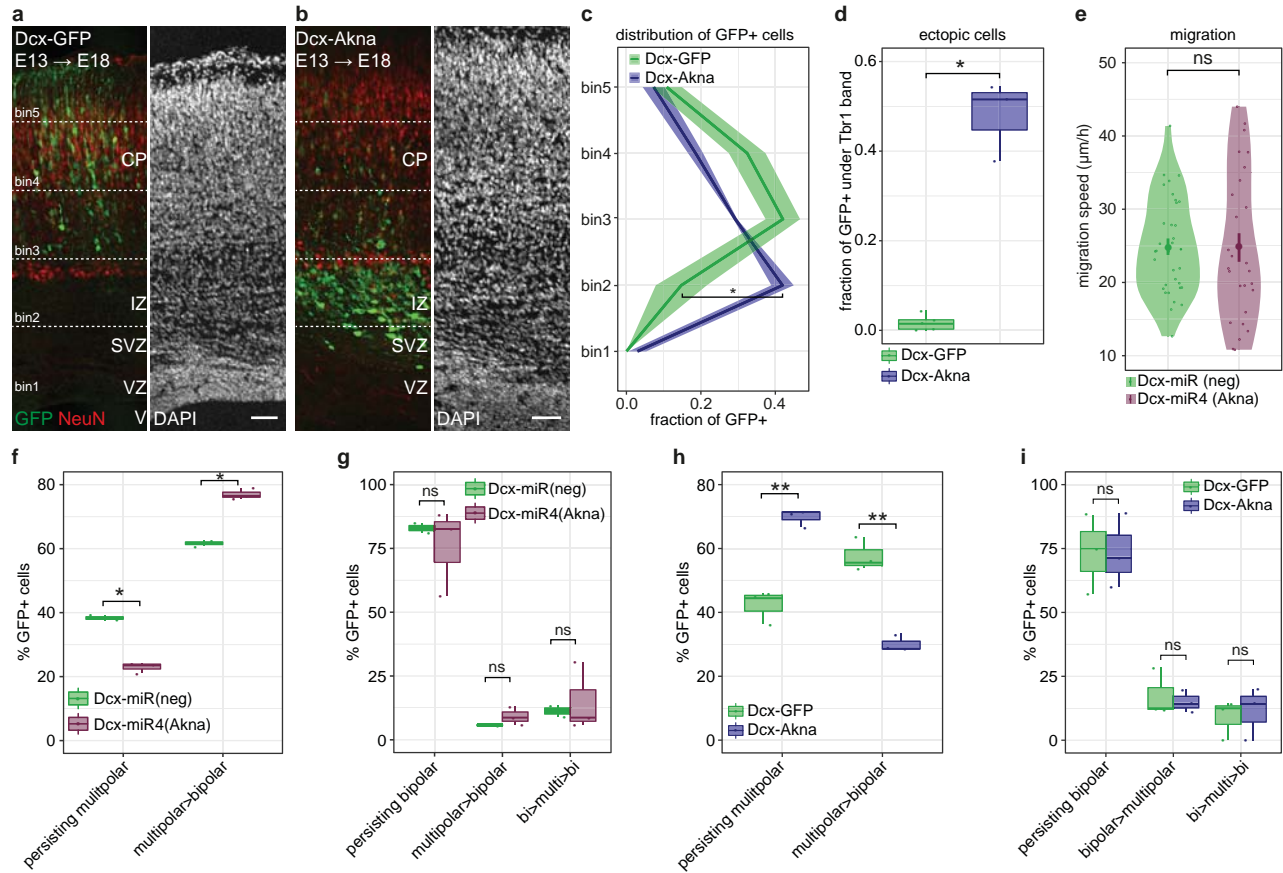 a
Dcx-GFP
E13 → E18
bin5
CP
bin4
bin3
IZ
bin2
SVZ
bin1
VZ
V
GFP NeuN
DAPI
b
Dcx-Akna
E13 → E18
CP
IZ
SVZ
VZ
DAPI
c
distribution of GFP+ cells
Dcx-GFP
Dcx-Akna
bin5
bin4
bin3
bin2
bin1
*
0.0 0.2 0.4
fraction of GFP+
d
ectopic cells
fraction of GFP+ under Tbr1 band
0.6
0.4
0.2
0.0
*
Dcx-GFP
Dcx-Akna
e
migration
ns
migration speed (µm/h)
50
40
30
20
10
Dcx-miR (neg)
Dcx-miR4 (Akna)
f
% GFP+ cells
80
60
40
20
0
*
*
Dcx-miR(neg)
Dcx-miR4(Akna)
persisting mulitpolar
multipolar>bipolar
g
% GFP+ cells
100
75
50
25
0
ns
ns
ns
Dcx-miR(neg)
Dcx-miR4(Akna)
persisting bipolar
multipolar>bipolar
bi>multi>bi
h
% GFP+ cells
80
60
40
20
0
**
**
Dcx-GFP
Dcx-Akna
persisting mulitpolar
multipolar>bipolar
i
% GFP+ cells
100
75
50
25
0
ns
ns
ns
Dcx-GFP
Dcx-Akna
persisting bipolar
bipolar>multipolar
bi>multi>bi